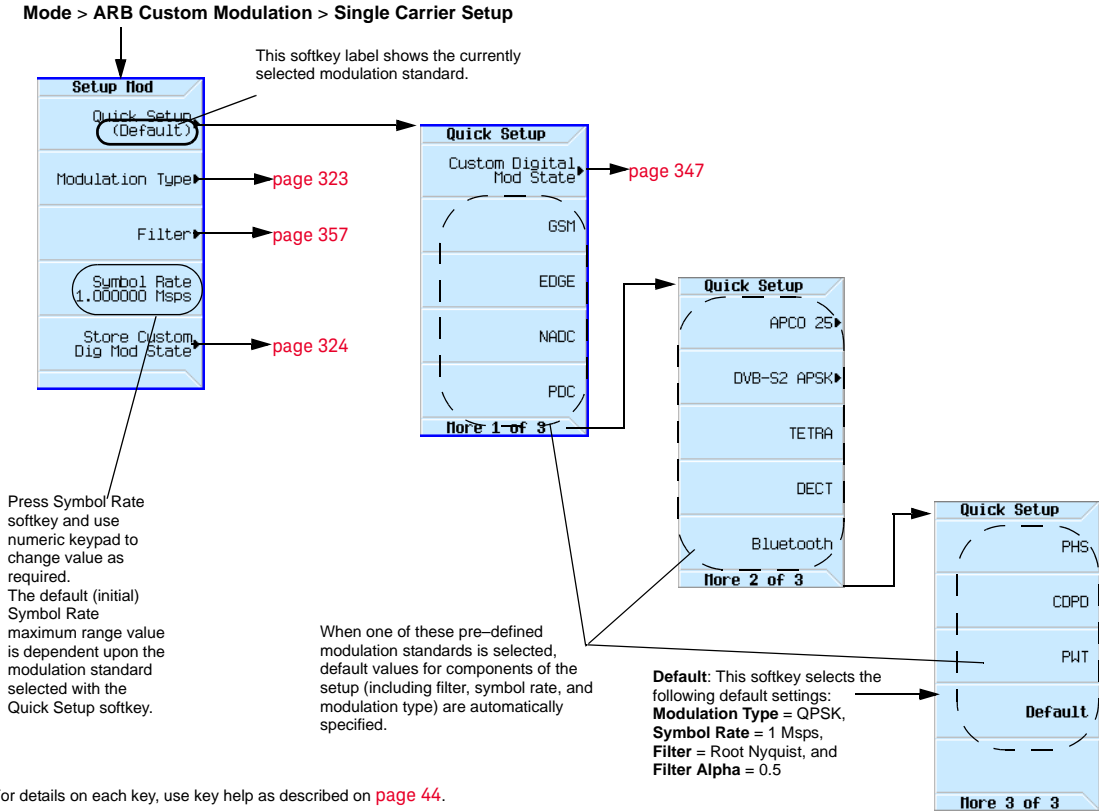 Mode > ARB Custom Modulation > Single Carrier Setup
This softkey label shows the currently
selected modulation standard.
Setup Mod
Quick Setup
(Default)
Modulation Type
page 323
Filter
page 357
Symbol Rate
1.000000 Msps
Store Custom
Dig Mod State
page 324
Quick Setup
Custom Digital
Mod State
page 347
GSM
EDGE
NADC
PDC
More 1 of 3
Quick Setup
APCO 25
DVB-S2 APSK
TETRA
DECT
Bluetooth
More 2 of 3
Quick Setup
PHS
CDPD
PWT
Default
More 3 of 3
Press Symbol Rate
softkey and use
numeric keypad to
change value as
required.
The default (initial)
Symbol Rate
maximum range value
is dependent upon the
modulation standard
selected with the
Quick Setup softkey.
When one of these pre–defined
modulation standards is selected,
default values for components of the
setup (including filter, symbol rate, and
modulation type) are automatically
specified.
Default: This softkey selects the
following default settings:
Modulation Type = QPSK,
Symbol Rate = 1 Msps,
Filter = Root Nyquist, and
Filter Alpha = 0.5
or details on each key, use key help as described on page 44.